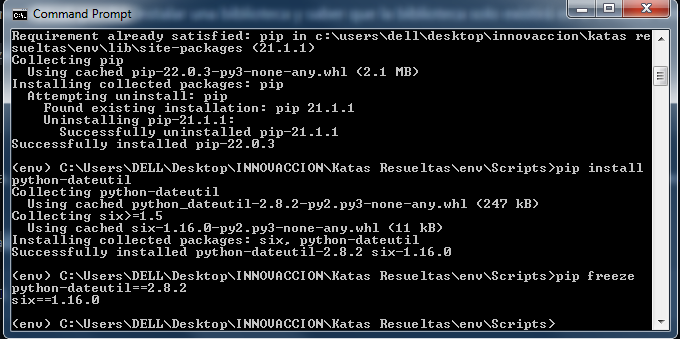 Command Prompt
Requirement already satisfied: pip in c:\users\dell\desktop\innovaccion\katas re
sueltas\env\lib\site-packages (21.1.1)
Collecting pip
  Using cached pip-22.0.3-py3-none-any.whl (2.1 MB)
Installing collected packages: pip
  Attempting uninstall: pip
    Found existing installation: pip 21.1.1
    Uninstalling pip-21.1.1:
      Successfully uninstalled pip-21.1.1
Successfully installed pip-22.0.3
(env) C:\Users\DELL\Desktop\INNOVACCION\Katas Resueltas\env\Scripts>pip install
python-dateutil
Collecting python-dateutil
  Using cached python_dateutil-2.8.2-py2.py3-none-any.whl (247 kB)
Collecting six>=1.5
  Using cached six-1.16.0-py2.py3-none-any.whl (11 kB)
Installing collected packages: six, python-dateutil
Successfully installed python-dateutil-2.8.2 six-1.16.0
(env) C:\Users\DELL\Desktop\INNOVACCION\Katas Resueltas\env\Scripts>pip freeze
python-dateutil==2.8.2
six==1.16.0
(env) C:\Users\DELL\Desktop\INNOVACCION\Katas Resueltas\env\Scripts>